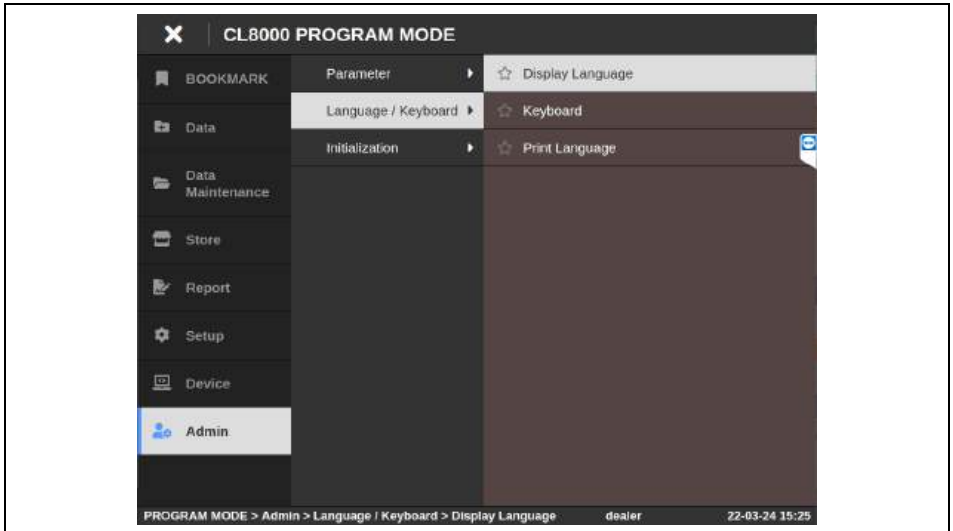 CL8000 PROGRAM MODE
BOOKMARK
Data
Data
Maintenance
Store
Report
Setup
Device
Admin
Parameter
Language / Keyboard
Initialization
Display Language
Keyboard
Print Language
PROGRAM MODE > Admin > Language / Keyboard > Display Language dealer 22-03-24 15:25